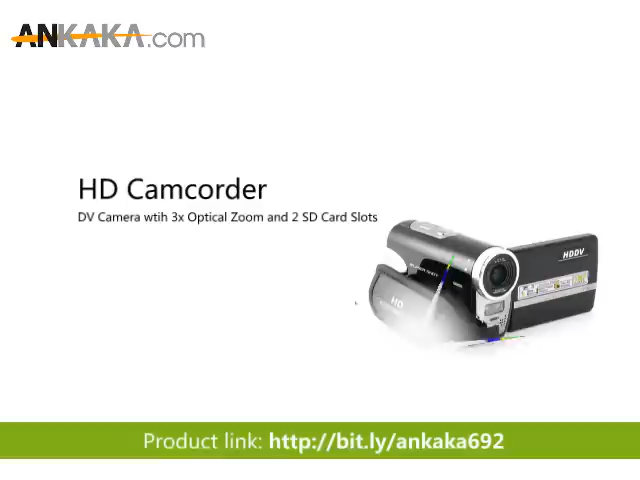 ANKAKA.com
HD Camcorder
DV Camera wtih 3x Optical Zoom and 2 SD Card Slots
HDDV
HD
Product link: http://bit.ly/ankaka692